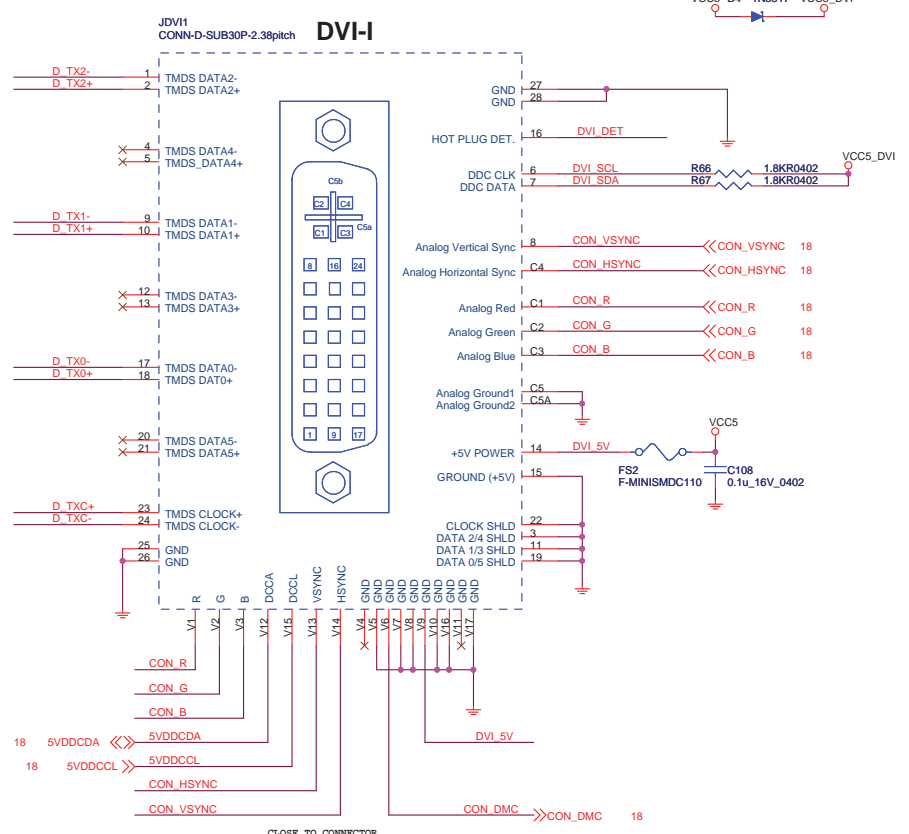 JDVI1
CONN-D-SUB30P-2.38pitch
DVI-I
D_TX2-
D_TX2+
1
2
TMDS DATA2-
TMDS DATA2+
4
5
TMDS DATA4-
TMDS_DATA4+
D_TX1-
D_TX1+
9
10
TMDS DATA1-
TMDS DATA1+
12
13
TMDS DATA3-
TMDS DATA3+
D_TX0-
D_TX0+
17
18
TMDS DATA0-
TMDS DAT0+
20
21
TMDS DATA5-
TMDS DATA5+
D_TXC+
D_TXC-
23
24
TMDS CLOCK+
TMDS CLOCK-
25
26
GND
GND
C5b
C2 C4
C5a
C1 C3
8 16 24
1 9 17
GND 27
GND 28
HOT PLUG DET. 16 DVI_DET
DDC CLK 6 DVI_SCL R66 1.8KR0402
DDC DATA 7 DVI_SDA R67 1.8KR0402
VCC5_DVI
Analog Vertical Sync 8 CON_VSYNC CON_VSYNC 18
Analog Horizontal Sync C4 CON_HSYNC CON_HSYNC 18
Analog Red C1 CON_R CON_R 18
Analog Green C2 CON_G CON_G 18
Analog Blue C3 CON_B CON_B 18
Analog Ground1 C5
Analog Ground2 C5A
VCC5
+5V POWER 14 DVI_5V
GROUND (+5V) 15
FS2
F-MINISMDC110
C108
0.1u_16V_0402
CLOCK SHLD 22
DATA 2/4 SHLD 3
DATA 1/3 SHLD 11
DATA 0/5 SHLD 19
R G B DCCA DCCL VSYNC HSYNC GND GND GND GND GND GND GND GND GND GND
V1 V2 V3 V12 V15 V13 V14 V4 V5 V6 V7 V8 V9 V10 V16 V11 V17
CON_R
CON_G
CON_B
18 5VDDCDA 5VDDCDA
18 5VDDCCL 5VDDCCL
CON_HSYNC
CON_VSYNC
DVI_5V
CON_DMC CON_DMC 18